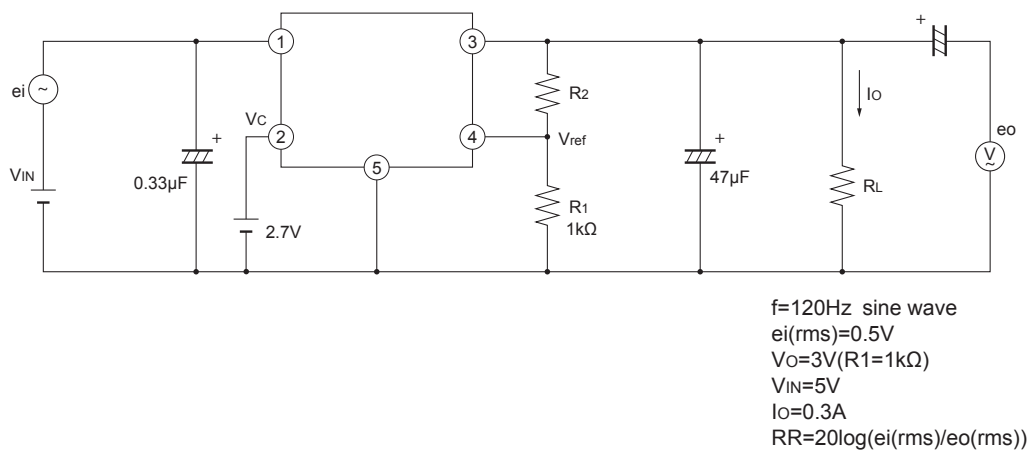 +
1
3
ei
~
R2
IO
VC
+
+
eo
2
4
Vref
V
~
5
VIN
0.33µF
R1
1kΩ
47µF
RL
2.7V
f=120Hz sine wave
ei(rms)=0.5V
VO=3V(R1=1kΩ)
VIN=5V
IO=0.3A
RR=20log(ei(rms)/eo(rms))